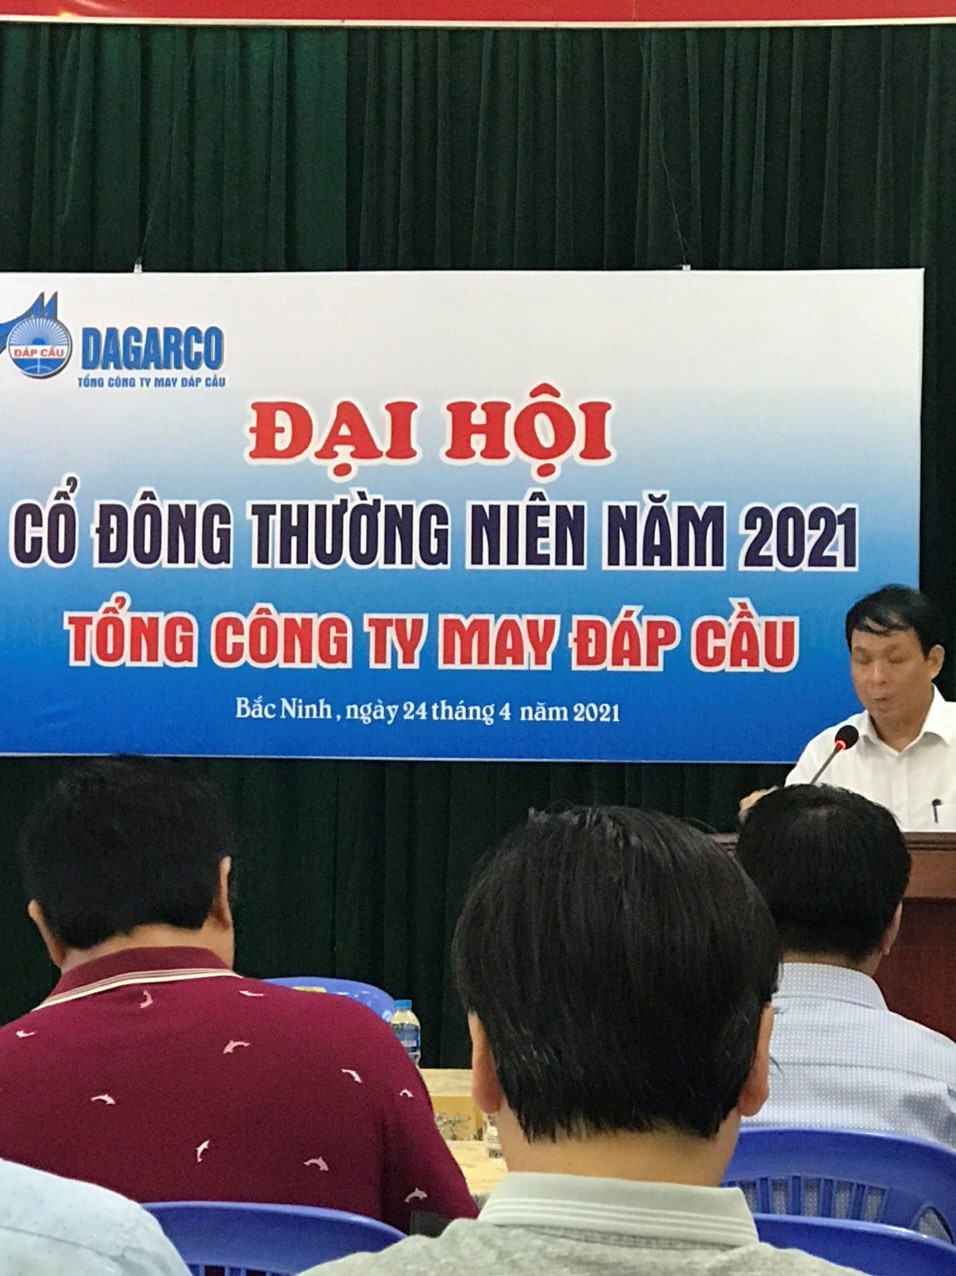 ĐÁP CẦU
DAGARCO
TỔNG CÔNG TY MAY ĐÁP CẦU
ĐẠI HỘI
CỔ ĐÔNG THƯỜNG NIÊN NĂM 2021
TỔNG CÔNG TY MAY ĐÁP CẦU
Bắc Ninh , ngày 24 tháng 4 năm 2021